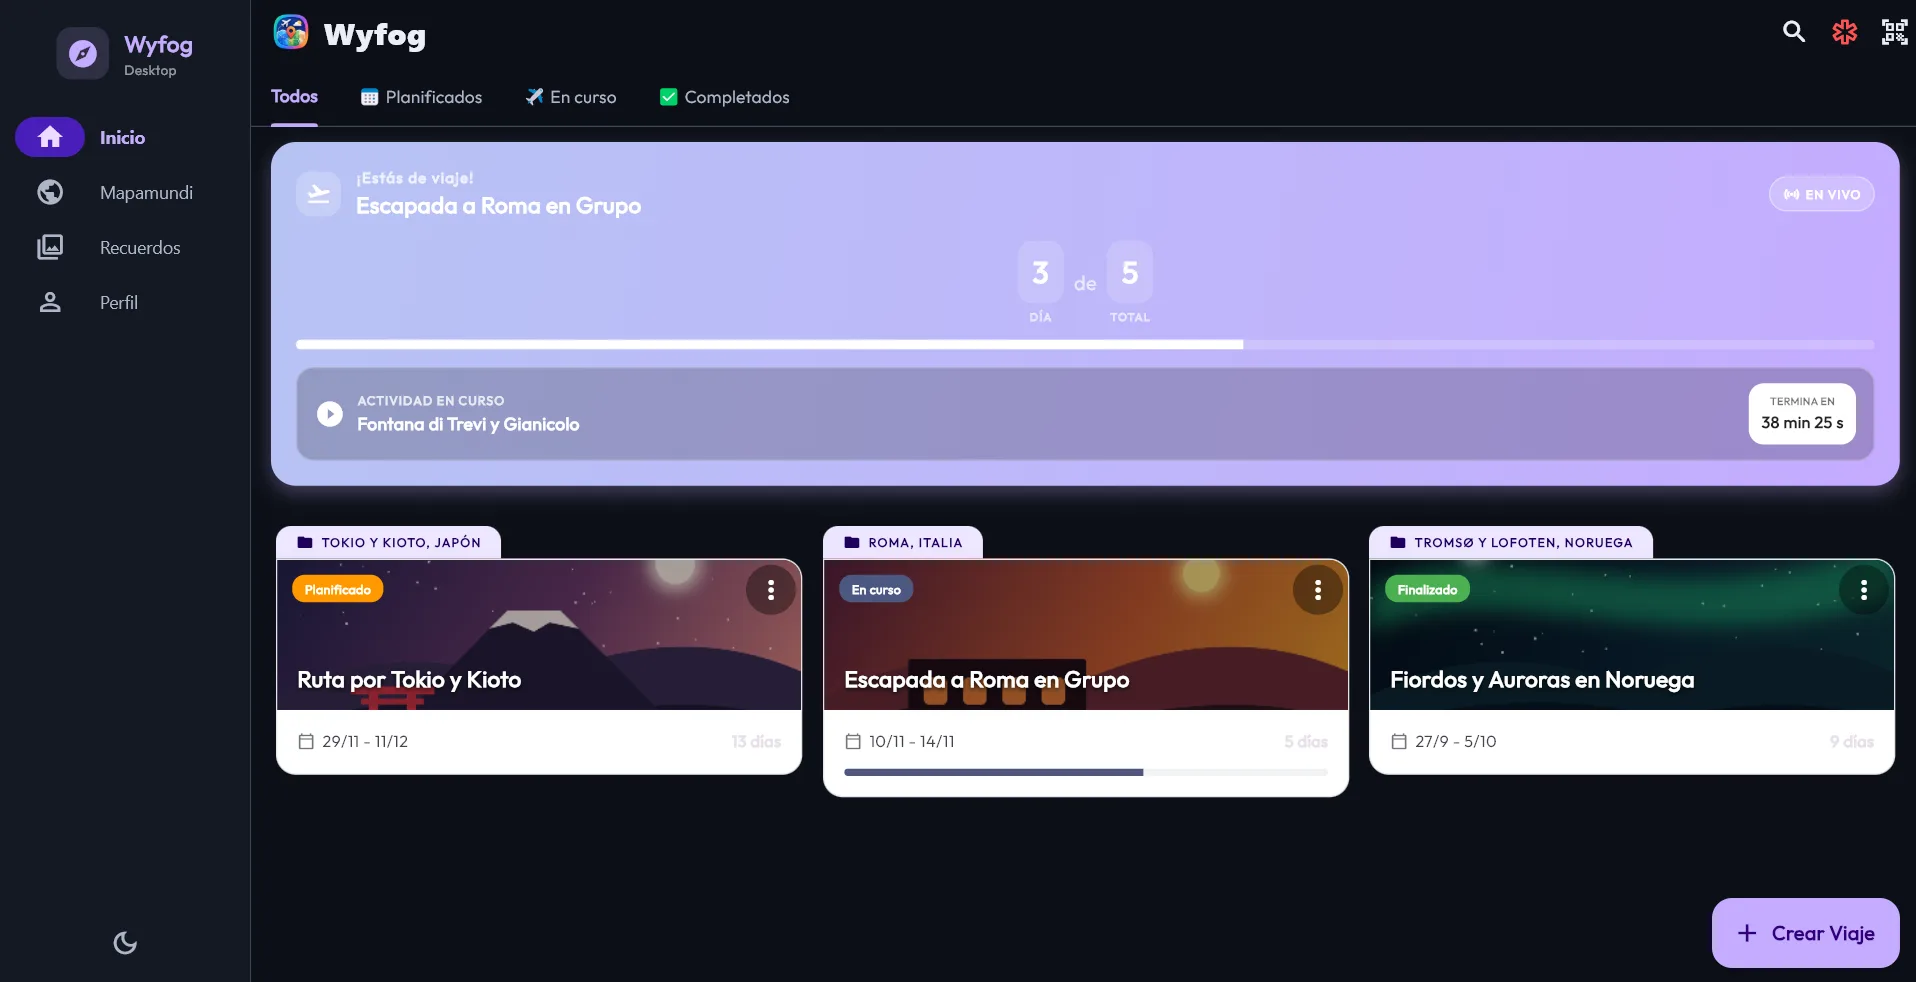 Wyfog
Desktop
Inicio
Mapamundi
Recuerdos
Perfil
Wyfog
Todos
Planificados
En curso
Completados
¡Estás de viaje!
Escapada a Roma en Grupo
EN VIVO
3 de 5
DÍA TOTAL
ACTIVIDAD EN CURSO
Fontana di Trevi y Gianicolo
TERMINA EN
38 min 25 s
TOKIO Y KIOTO, JAPÓN
Planificado
Ruta por Tokio y Kioto
29/11 - 11/12
13 días
ROMA, ITALIA
En curso
Escapada a Roma en Grupo
10/11 - 14/11
5 días
TROMSØ Y LOFOTEN, NORUEGA
Finalizado
Fiordos y Auroras en Noruega
27/9 - 5/10
9 días
Crear Viaje